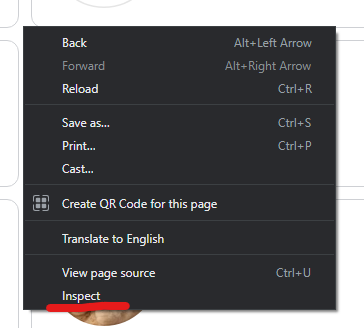 Back Alt+Left Arrow
Forward Alt+Right Arrow
Reload Ctrl+R
Save as... Ctrl+S
Print... Ctrl+P
Cast...
Create QR Code for this page
Translate to English
View page source Ctrl+U
Inspect